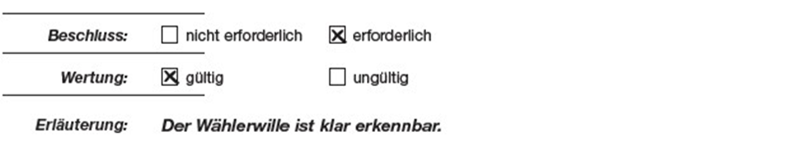 Beschluss: ☐ nicht erforderlich ☒ erforderlich
Wertung: ☒ gültig ☐ ungültig
Erläuterung: Der Wählerwille ist klar erkennbar.